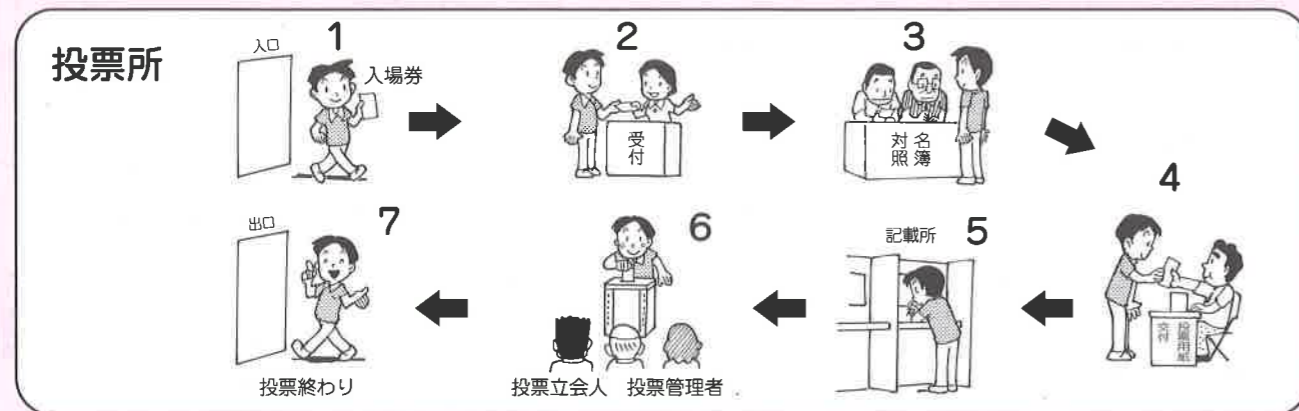 投票所
1
入口
入場券
2
受付
3
名簿
対照
4
投票用紙
交付
記載所
5
6
投票立会人 投票管理者
7
出口
投票終わり